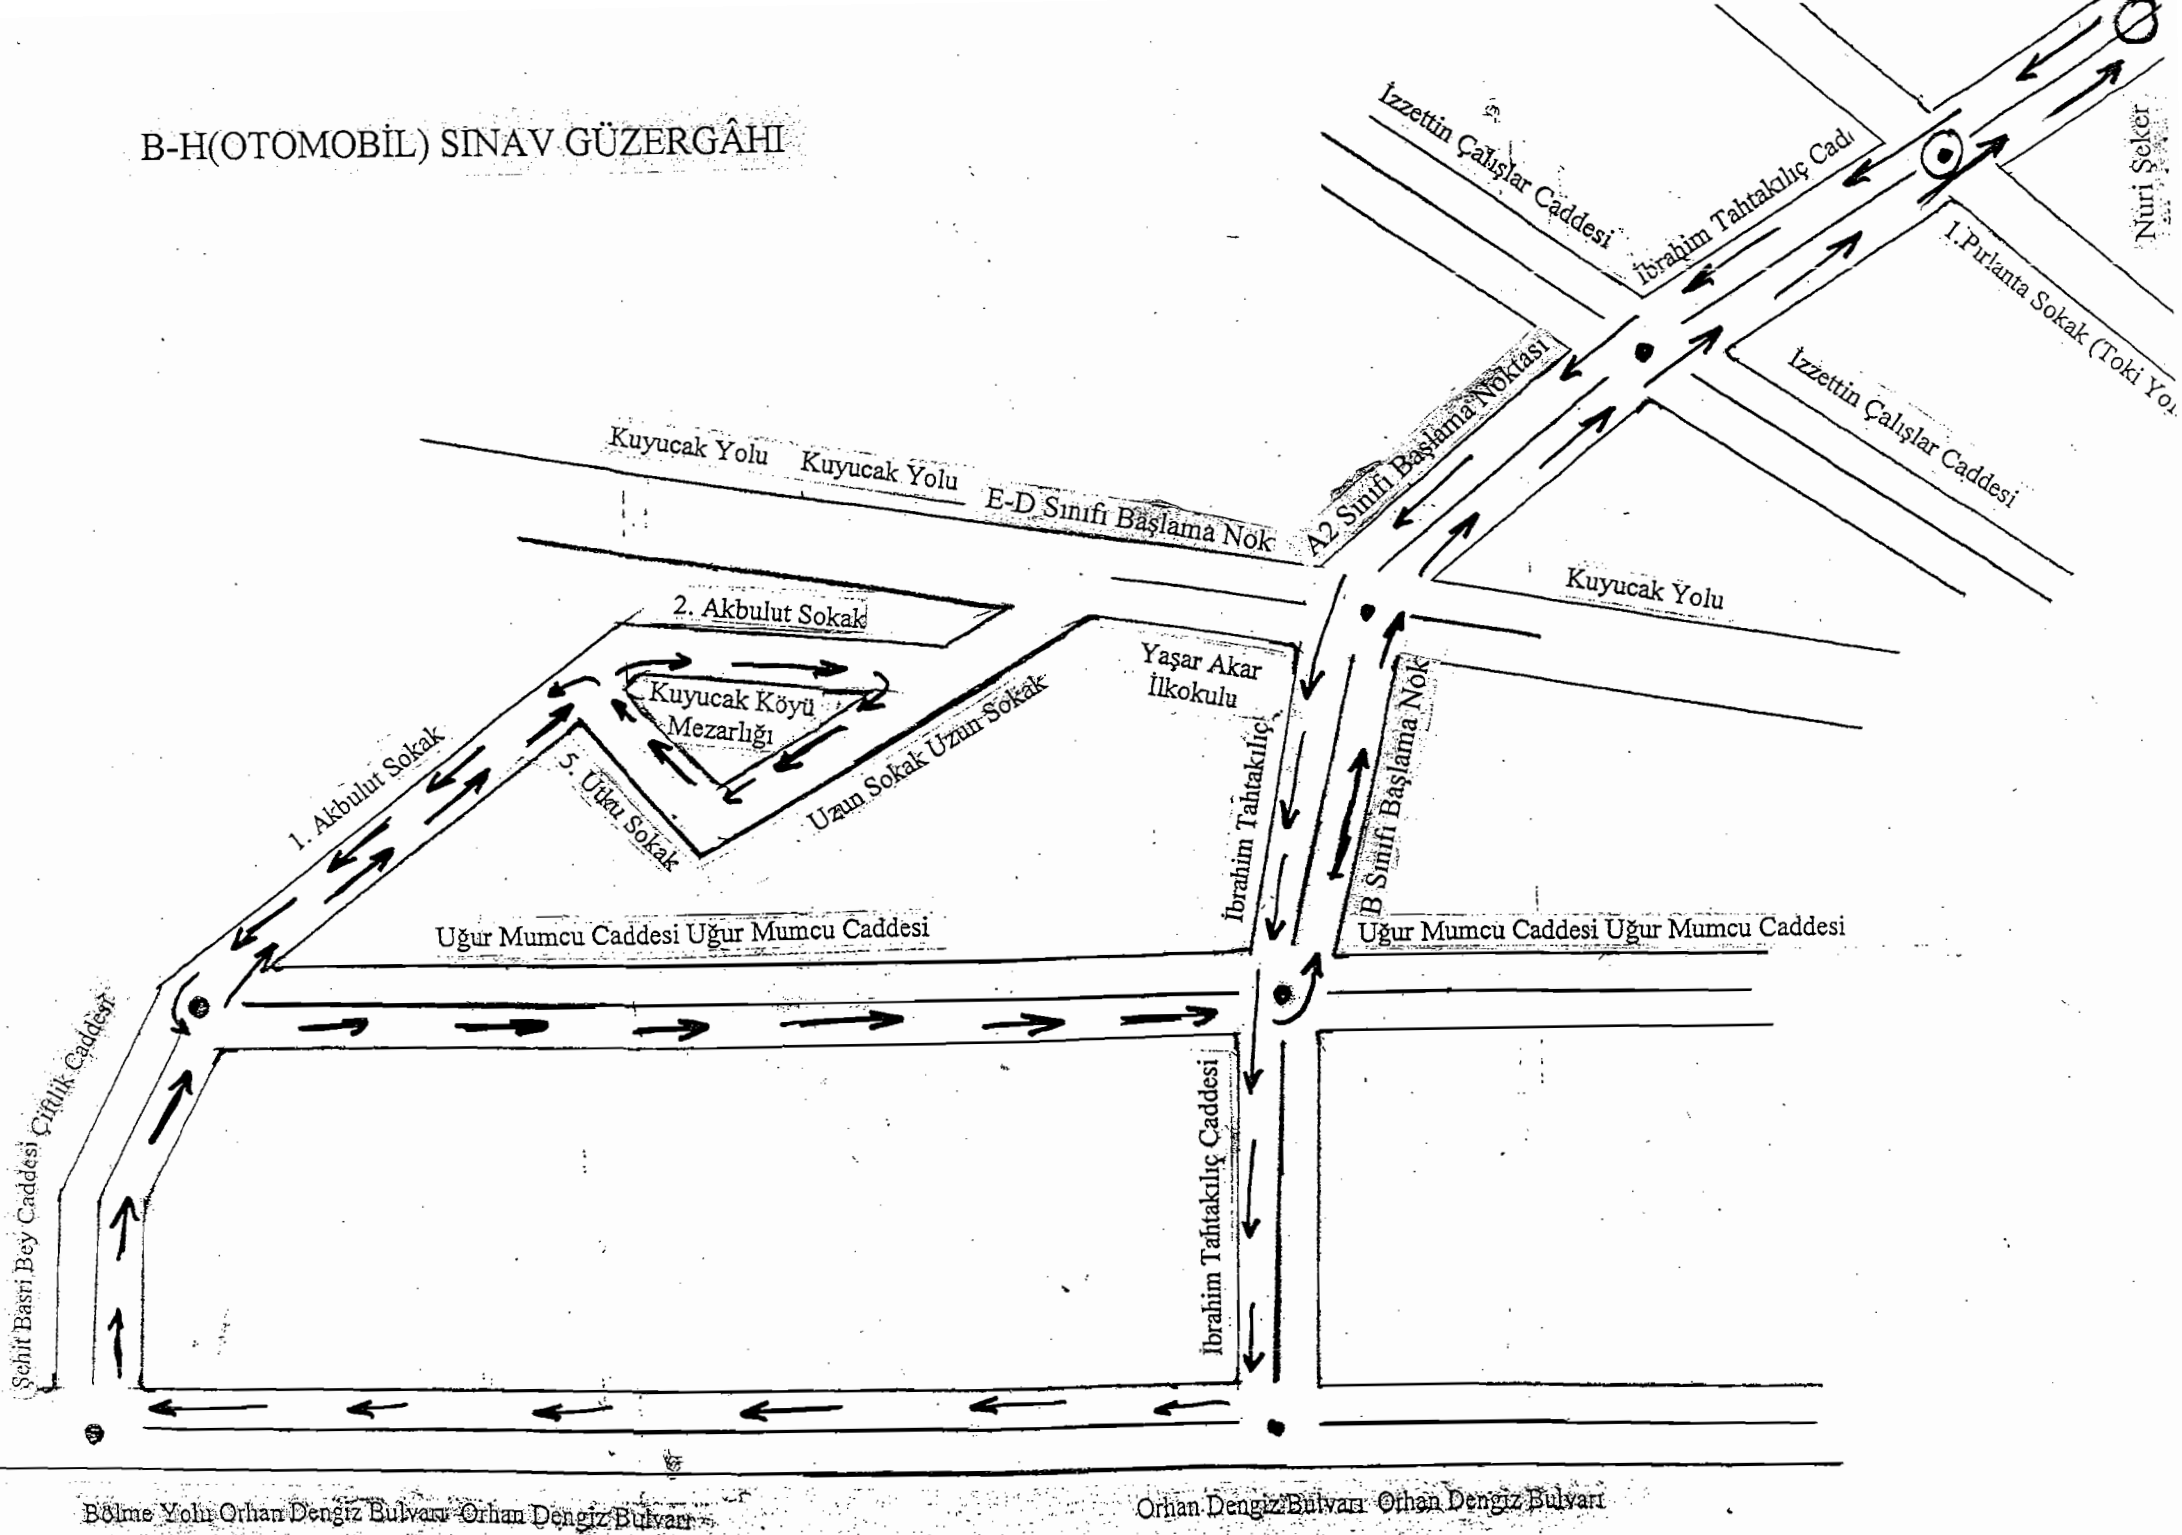 B-H(OTOMOBİL) SINAV GÜZERGÂHI
İzzettin Çalışlar Caddesi
İbrahim Tahtakılıç Cad.
Nuri Şeker
1.Pırlanta Sokak (Toki Yol
İzzettin Çalışlar Caddesi
A2 Sınıfı Başlama Noktası
Kuyucak Yolu Kuyucak Yolu
E-D Sınıfı Başlama Nok
Kuyucak Yolu
2. Akbulut Sokak
Yaşar Akar
İlkokulu
Kuyucak Köyü
Mezarlığı
Uzun Sokak Uzun Sokak
1. Akbulut Sokak
5. Utku Sokak
İbrahim Tahtakılıç
B Sınıfı Başlama Nok
Uğur Mumcu Caddesi Uğur Mumcu Caddesi
Uğur Mumcu Caddesi Uğur Mumcu Caddesi
Şehit Basri Bey Caddesi Çiftlik Caddesi
İbrahim Tahtakılıç Caddesi
Bölme Yolu Orhan Dengiz Bulvarı Orhan Dengiz Bulvarı
Orhan Dengiz Bulvarı Orhan Dengiz Bulvarı